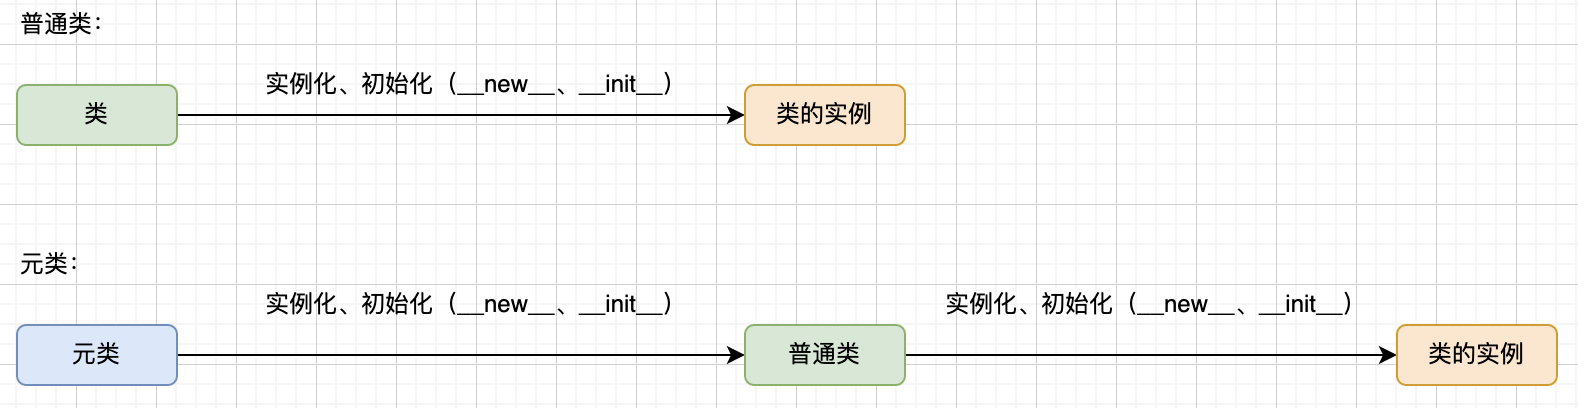 普通类：
实例化、初始化（__new__、__init__）
类
类的实例
元类：
实例化、初始化（__new__、__init__）
实例化、初始化（__new__、__init__）
元类
普通类
类的实例